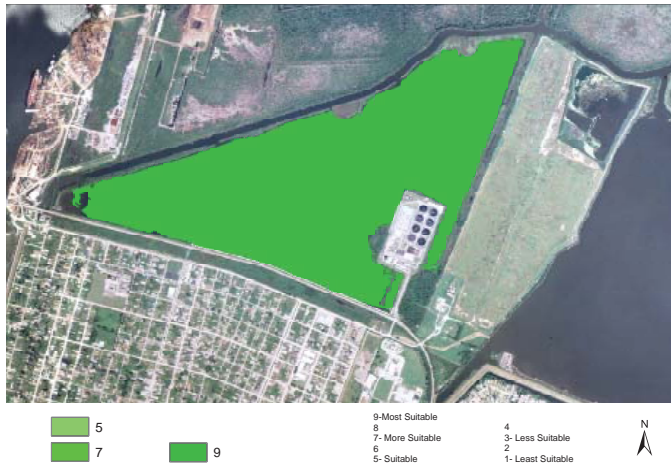 5
7
9
9-Most Suitable
8
7- More Suitable
6
5- Suitable
4
3- Less Suitable
2
1- Least Suitable
N